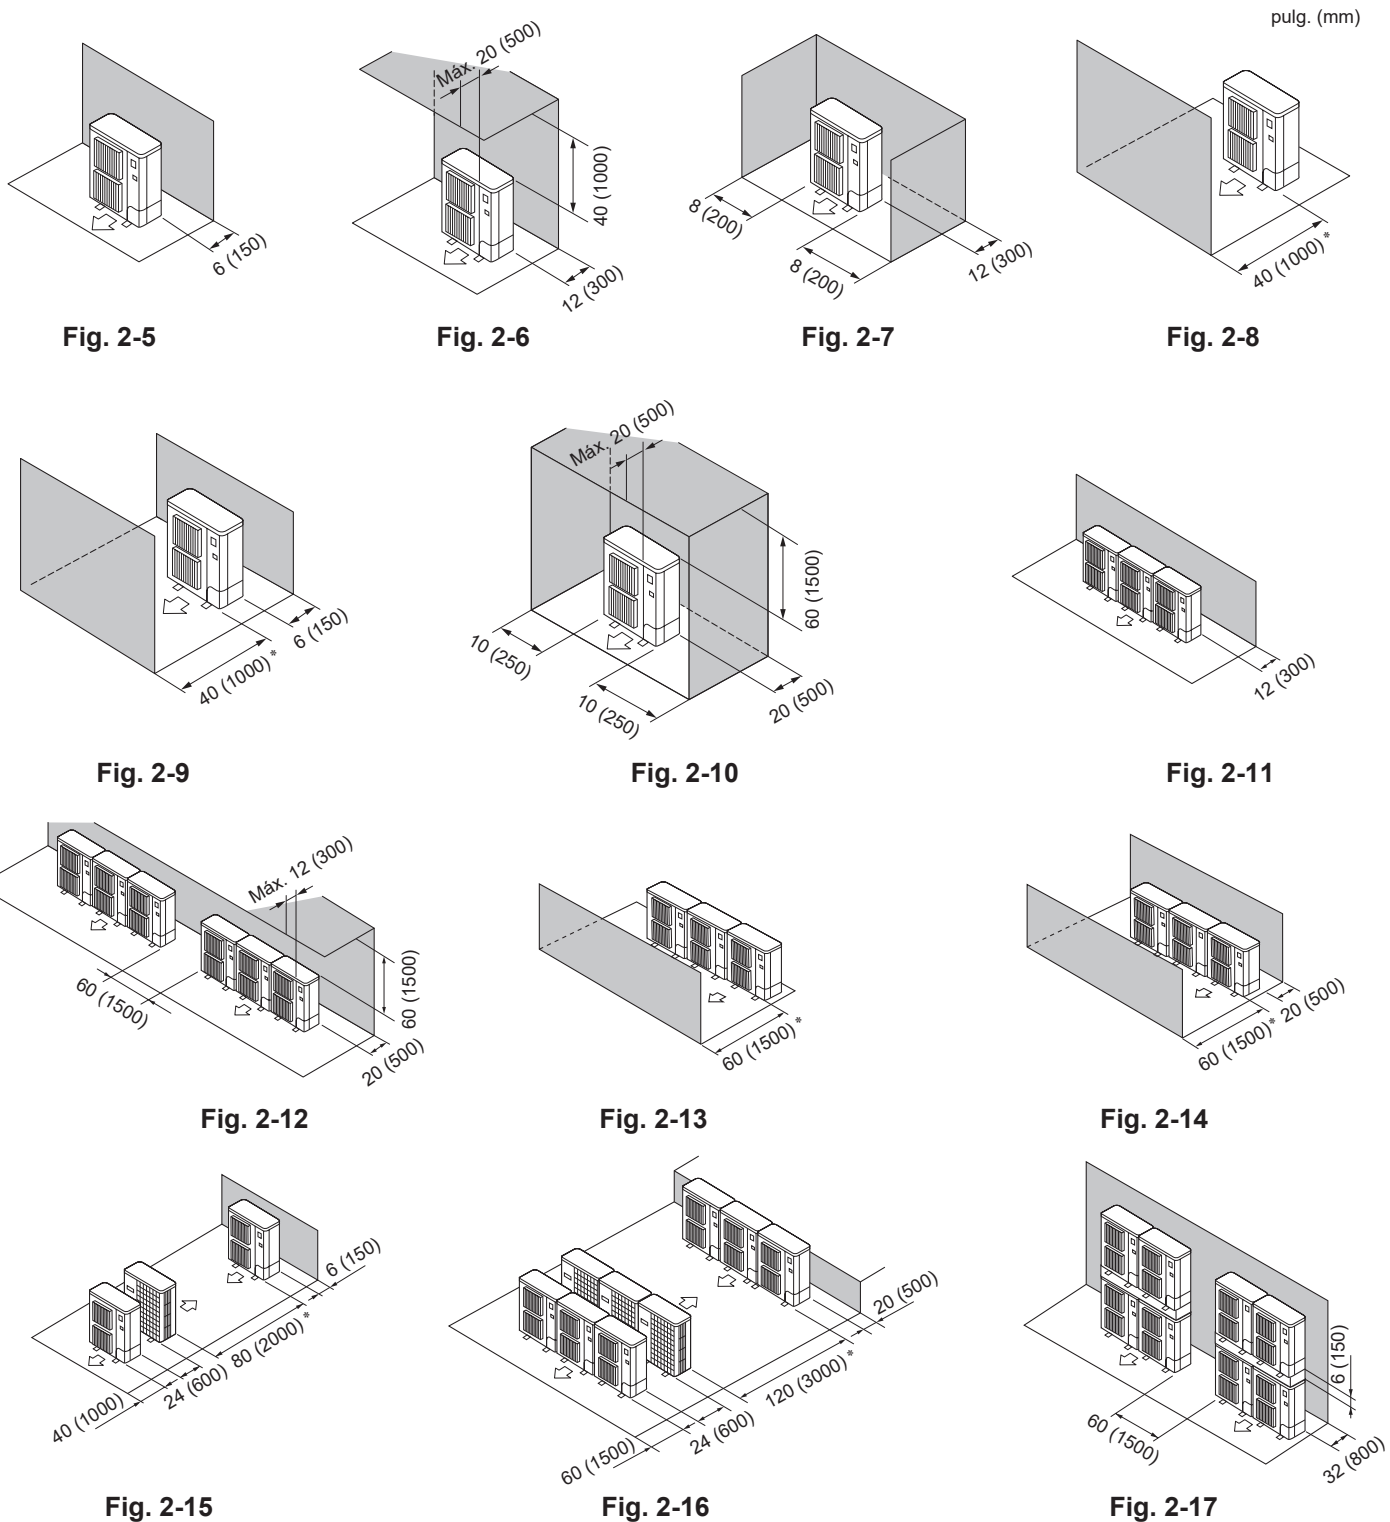 pulg. (mm)
6 (150)
Fig. 2-5
Máx. 20 (500)
40 (1000)
12 (300)
Fig. 2-6
8 (200)
8 (200)
12 (300)
Fig. 2-7
40 (1000) *
Fig. 2-8
6 (150)
40 (1000) *
Fig. 2-9
Máx. 20 (500)
60 (1500)
10 (250)
10 (250)
20 (500)
Fig. 2-10
12 (300)
Fig. 2-11
Máx. 12 (300)
60 (1500)
60 (1500)
20 (500)
Fig. 2-12
60 (1500) *
Fig. 2-13
20 (500)
60 (1500) *
Fig. 2-14
6 (150)
80 (2000) *
24 (600)
40 (1000)
Fig. 2-15
20 (500)
120 (3000) *
24 (600)
60 (1500)
Fig. 2-16
6 (150)
60 (1500)
32 (800)
Fig. 2-17